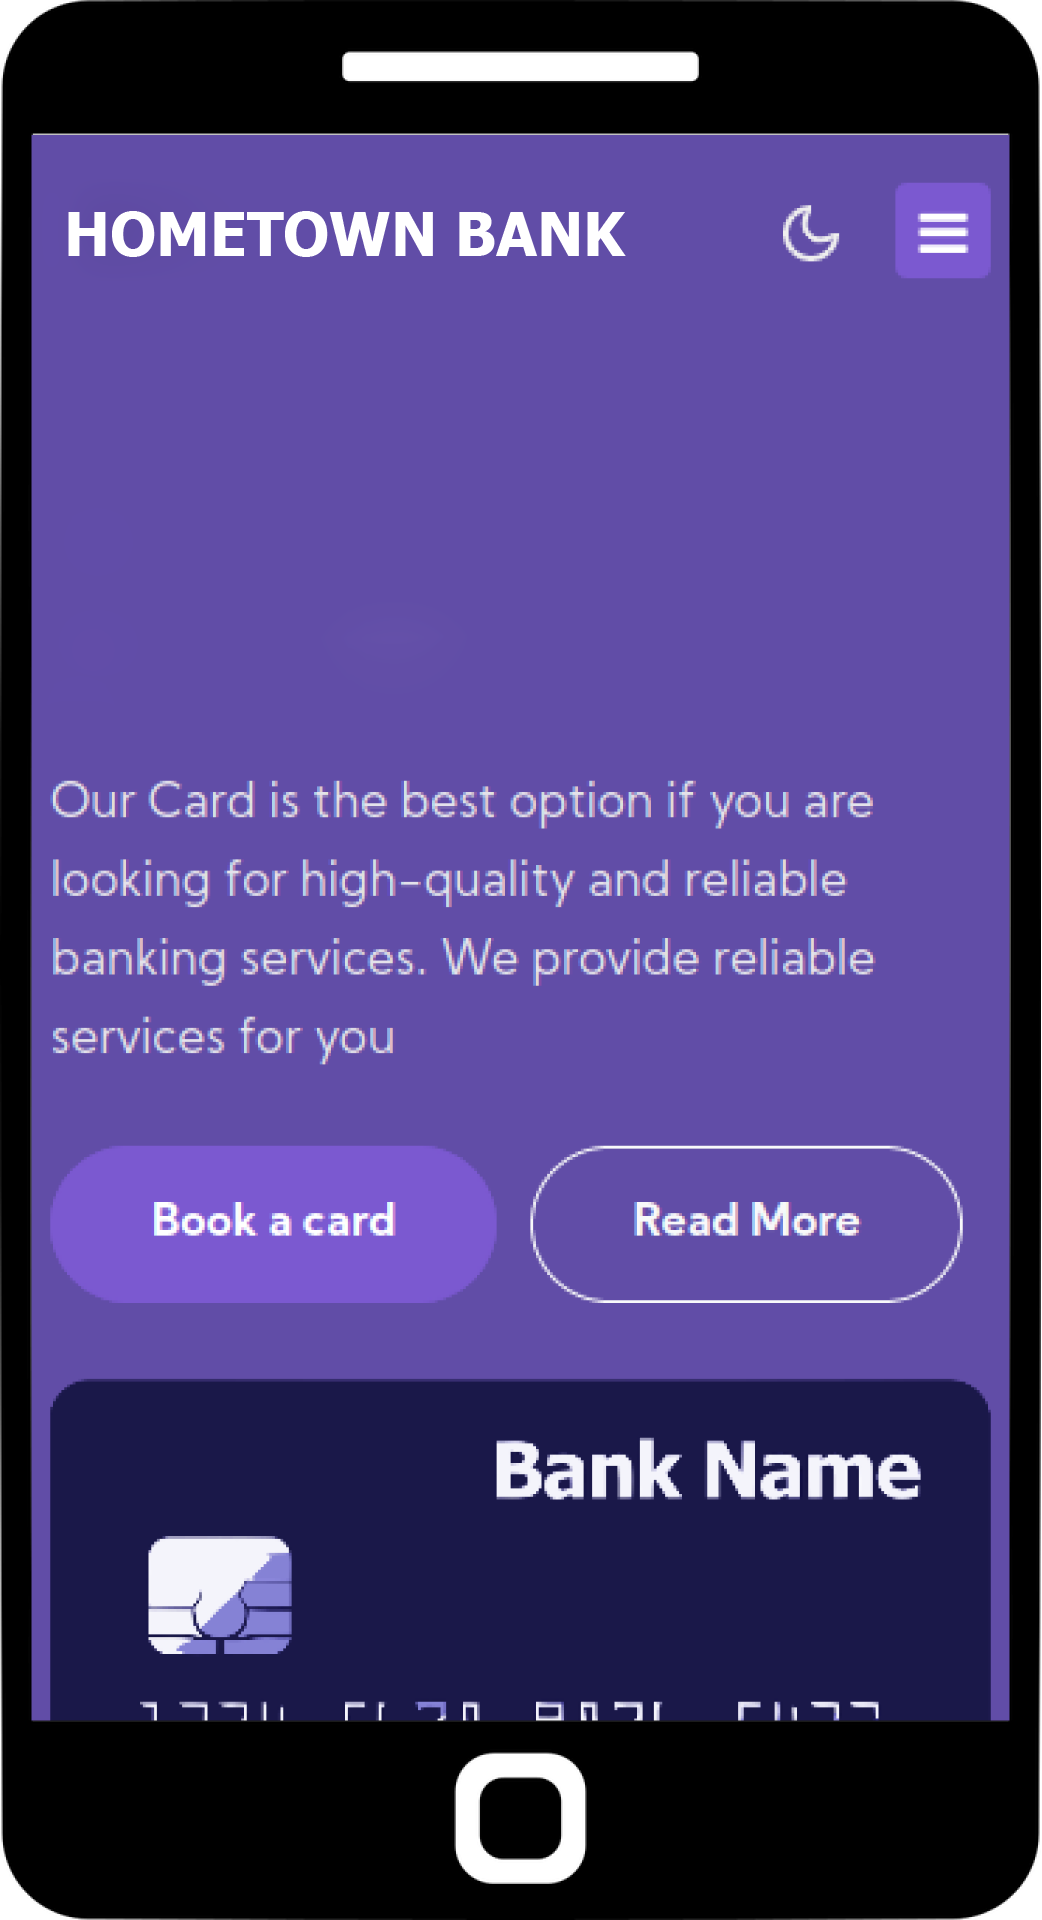 HOMETOWN BANK
Our Card is the best option if you are
looking for high-quality and reliable
banking services. We provide reliable
services for you
Book a card
Read More
Bank Name